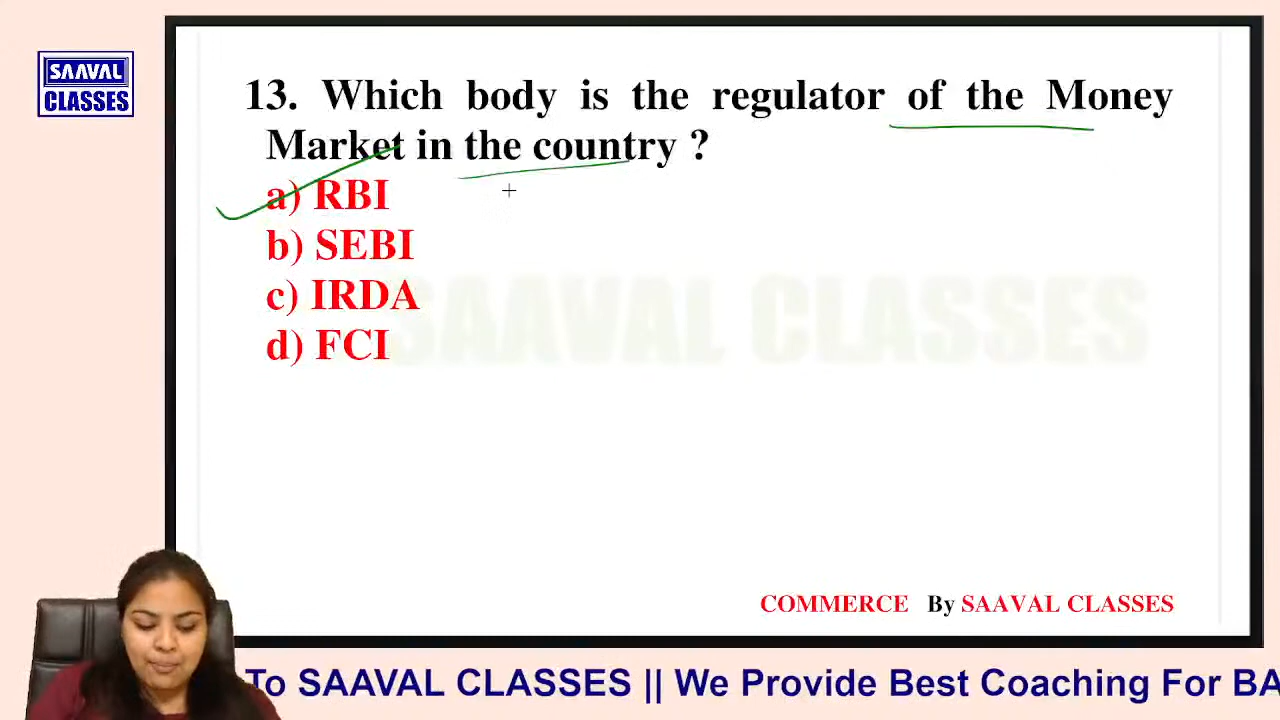 SAAVAL
CLASSES
13. Which body is the regulator of the Money
Market in the country ?
a) RBI
b) SEBI
c) IRDA
d) FCI
SAAVAL CLASSES
COMMERCE By SAAVAL CLASSES
To SAAVAL CLASSES || We Provide Best Coaching For BA